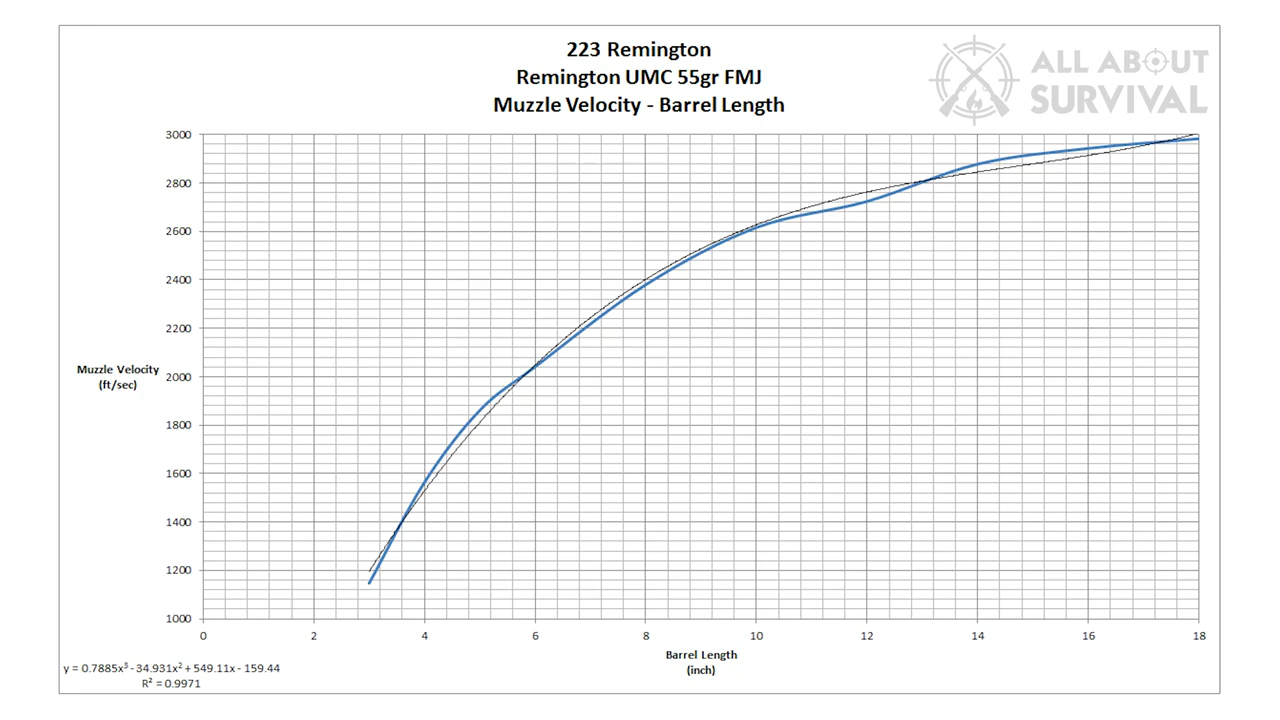 223 Remington
Remington UMC 55gr FMJ
Muzzle Velocity - Barrel Length
ALL ABOUT
SURVIVAL
3000
2800
2600
2400
2200
2000
1800
1600
1400
1200
1000
Muzzle Velocity
(ft/sec)
0 2 4 6 8 10 12 14 16 18
Barrel Length
(inch)
y = 0.7885x³ - 34.931x² + 549.11x - 159.44
R² = 0.9971